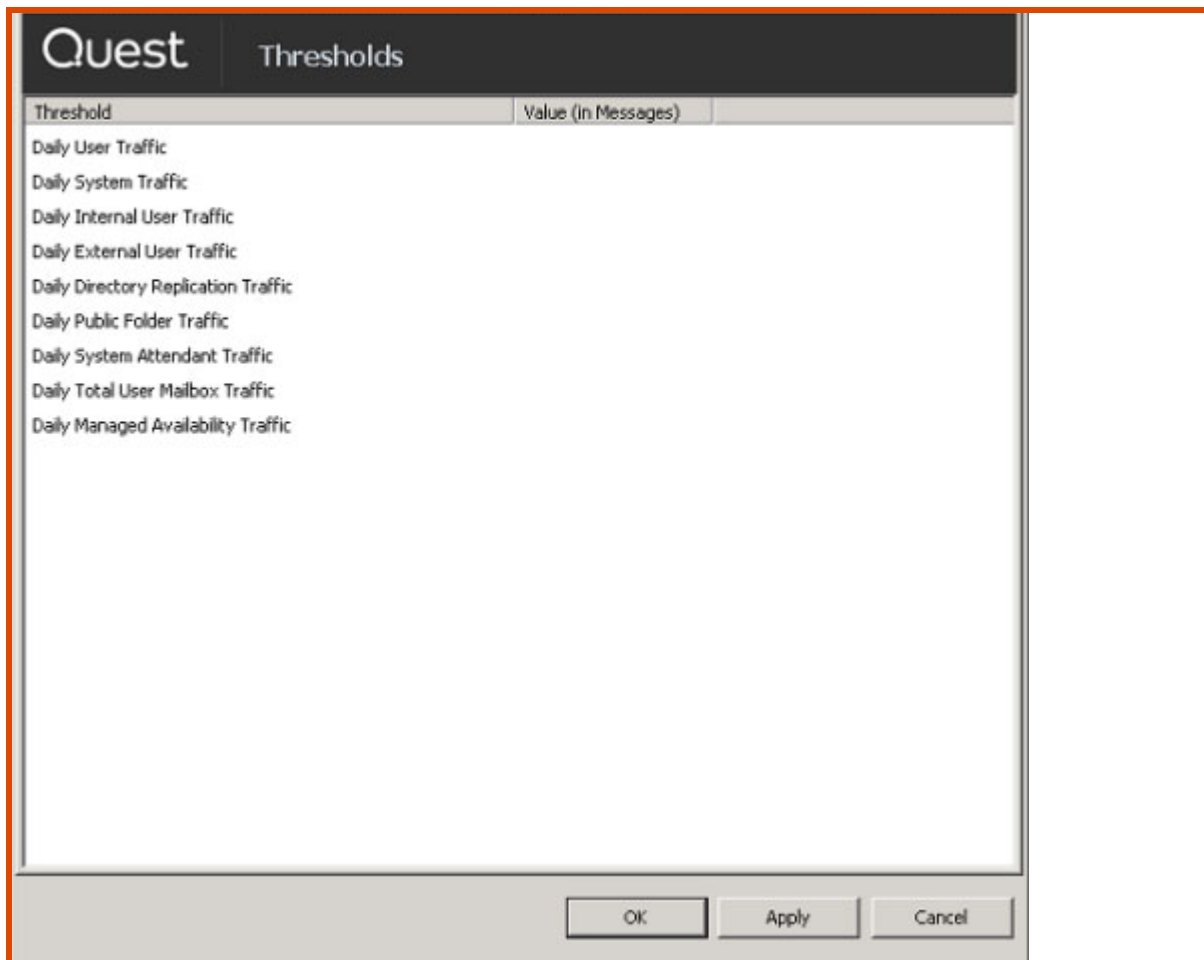 Quest Thresholds
Threshold Value (in Messages)
Daily User Traffic
Daily System Traffic
Daily Internal User Traffic
Daily External User Traffic
Daily Directory Replication Traffic
Daily Public Folder Traffic
Daily System Attendant Traffic
Daily Total User Mailbox Traffic
Daily Managed Availability Traffic
OK Apply Cancel